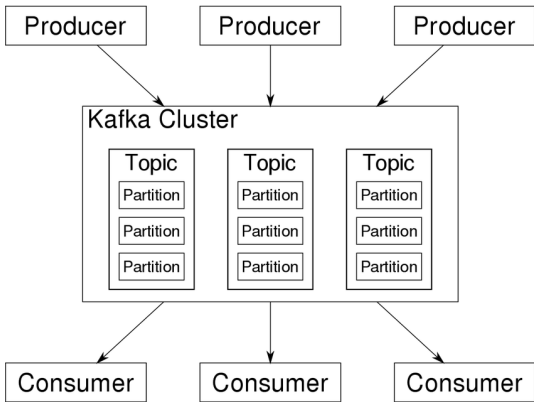 Producer Producer Producer
Kafka Cluster
Topic Topic Topic
Partition Partition Partition
Partition Partition Partition
Partition Partition Partition
Consumer Consumer Consumer